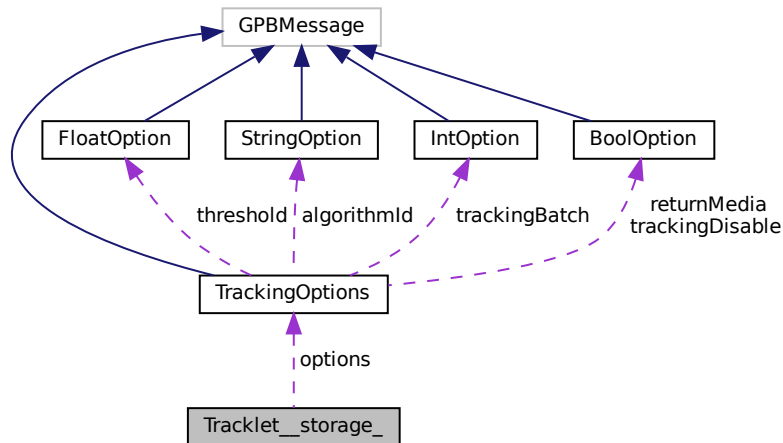 GPBMessage
FloatOption
StringOption
IntOption
BoolOption
threshold
algorithmId
trackingBatch
returnMedia
trackingDisable
TrackingOptions
options
Tracklet__storage_